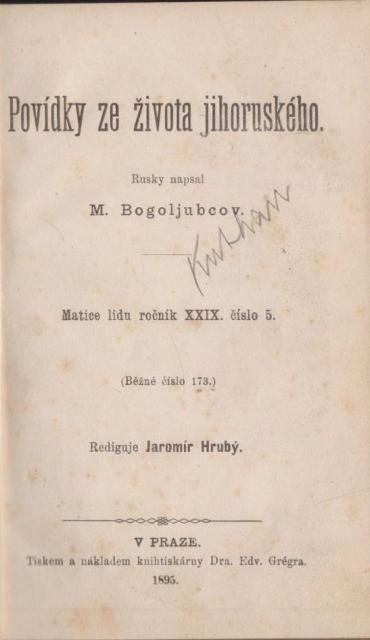 Povídky ze života jihoruského.
Rusky napsal
M. Bogoljubcov.
Matice lidu ročník XXIX. číslo 5.
(Běžné číslo 173.)
Rediguje Jaromír Hrubý.
V PRAZE.
Tiskem a nákladem knihtiskárny Dra. Edv. Grégra.
1895.